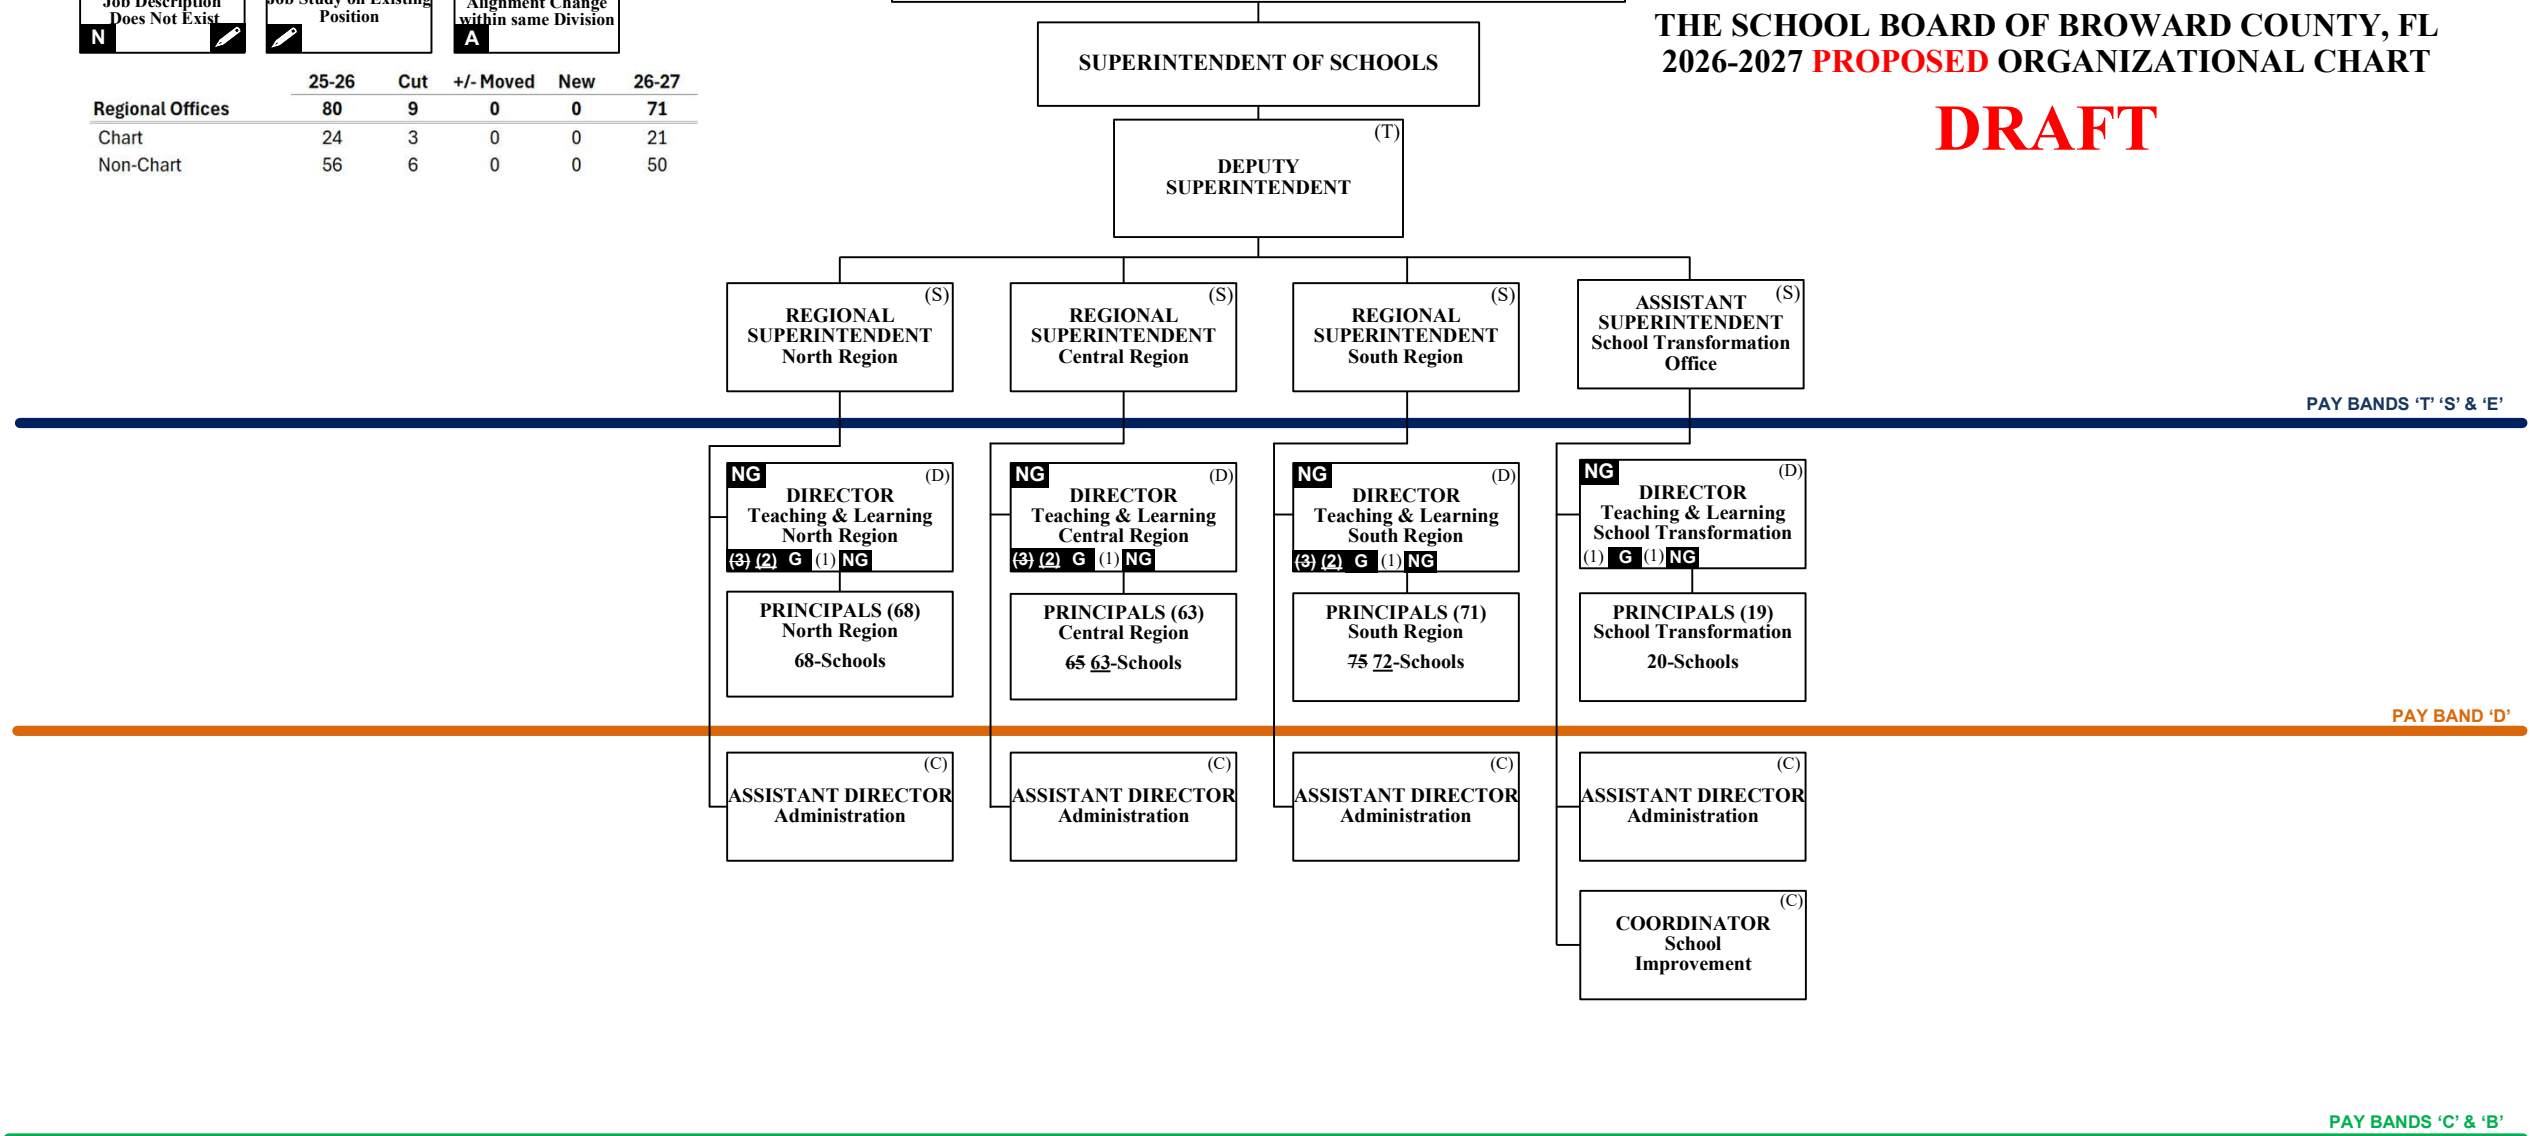 Job Description
Does Not Exist
N
Job Study on Existing
Position
Alignment Change
within same Division
A
THE SCHOOL BOARD OF BROWARD COUNTY, FL
2026-2027 PROPOSED ORGANIZATIONAL CHART
DRAFT
25-26 Cut +/- Moved New 26-27
Regional Offices 80 9 0 0 71
Chart 24 3 0 0 21
Non-Chart 56 6 0 0 50
SUPERINTENDENT OF SCHOOLS
(T)
DEPUTY
SUPERINTENDENT
(S)
REGIONAL
SUPERINTENDENT
North Region
(S)
REGIONAL
SUPERINTENDENT
Central Region
(S)
REGIONAL
SUPERINTENDENT
South Region
(S)
ASSISTANT
SUPERINTENDENT
School Transformation
Office
PAY BANDS ‘T’ ‘S’ & ‘E’
NG (D)
DIRECTOR
Teaching & Learning
North Region
(3) (2) G (1) NG
NG (D)
DIRECTOR
Teaching & Learning
Central Region
(3) (2) G (1) NG
NG (D)
DIRECTOR
Teaching & Learning
South Region
(3) (2) G (1) NG
NG (D)
DIRECTOR
Teaching & Learning
School Transformation
(1) G (1) NG
PRINCIPALS (68)
North Region
68-Schools
PRINCIPALS (63)
Central Region
65 63-Schools
PRINCIPALS (71)
South Region
75 72-Schools
PRINCIPALS (19)
School Transformation
20-Schools
PAY BAND ‘D’
(C)
ASSISTANT DIRECTOR
Administration
(C)
ASSISTANT DIRECTOR
Administration
(C)
ASSISTANT DIRECTOR
Administration
(C)
ASSISTANT DIRECTOR
Administration
(C)
COORDINATOR
School
Improvement
PAY BANDS ‘C’ & ‘B’